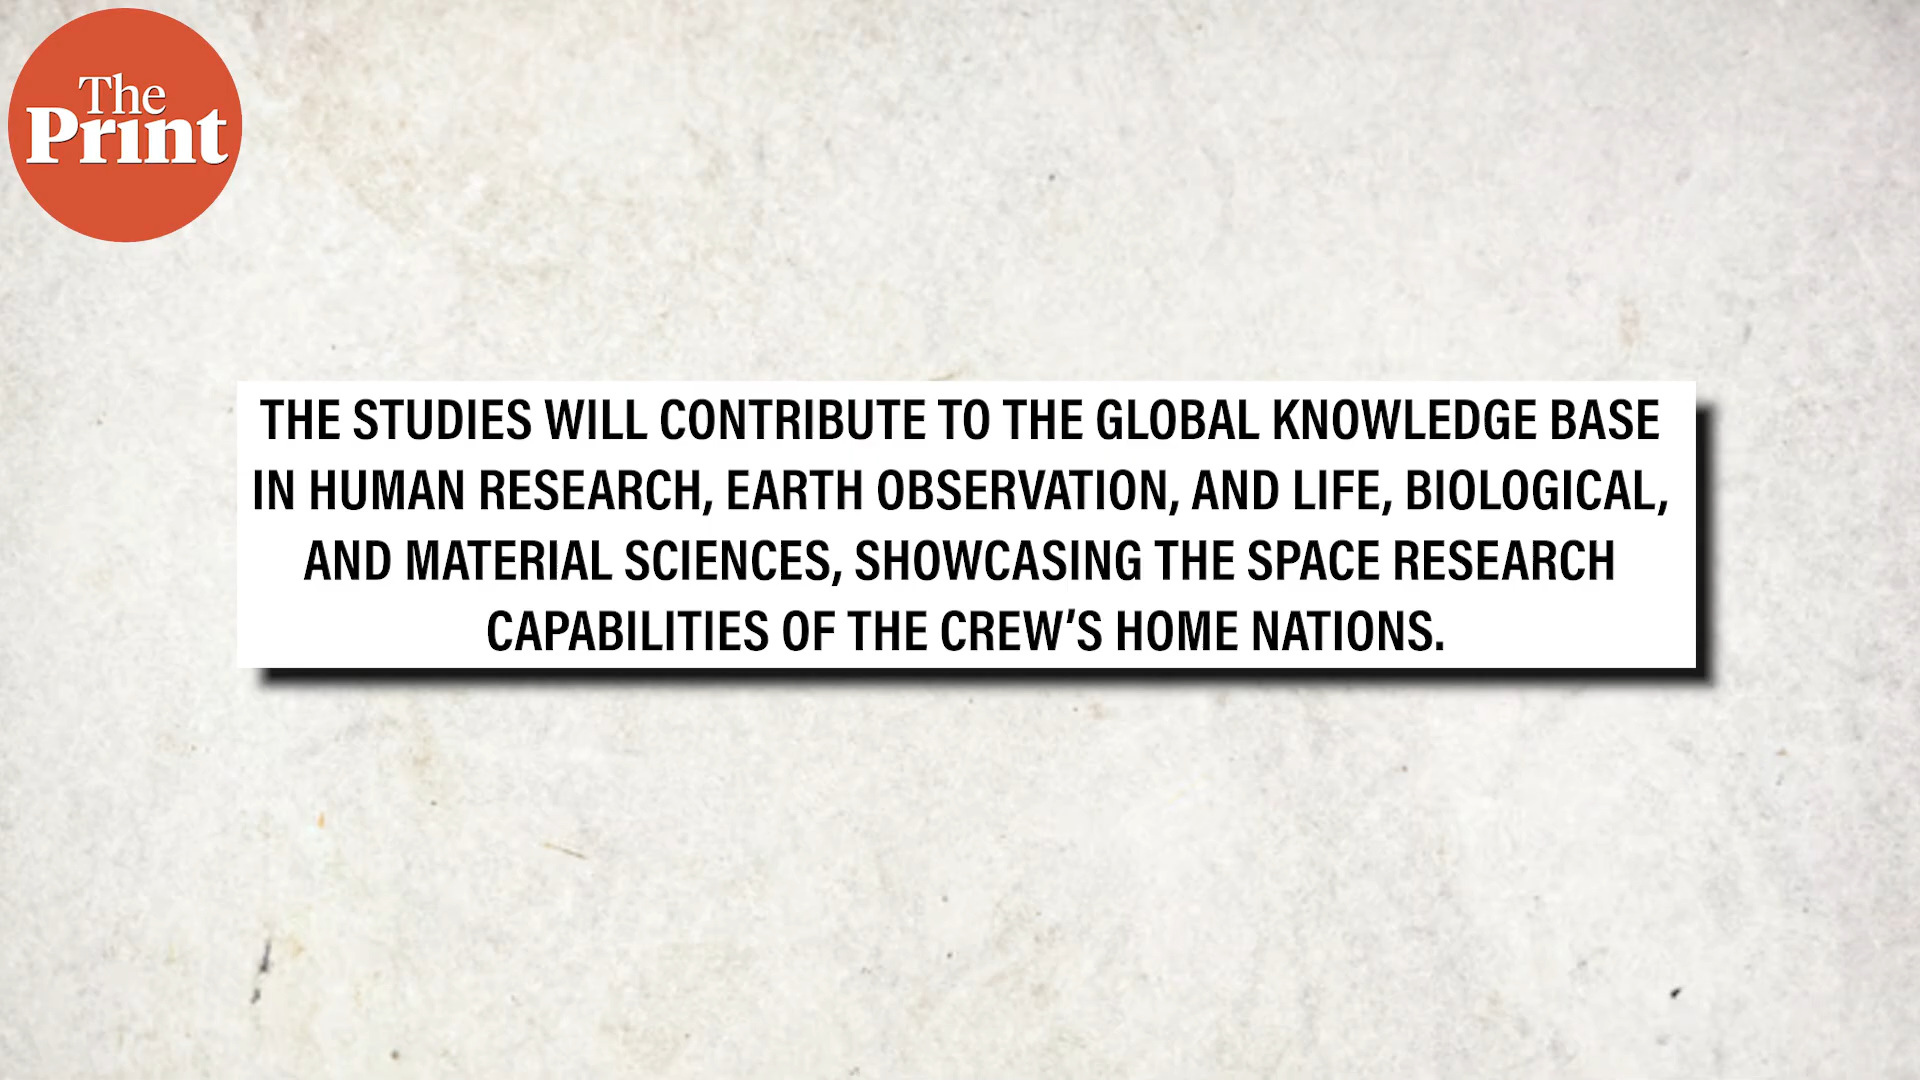 The
Print
THE STUDIES WILL CONTRIBUTE TO THE GLOBAL KNOWLEDGE BASE
IN HUMAN RESEARCH, EARTH OBSERVATION, AND LIFE, BIOLOGICAL,
AND MATERIAL SCIENCES, SHOWCASING THE SPACE RESEARCH
CAPABILITIES OF THE CREW’S HOME NATIONS.